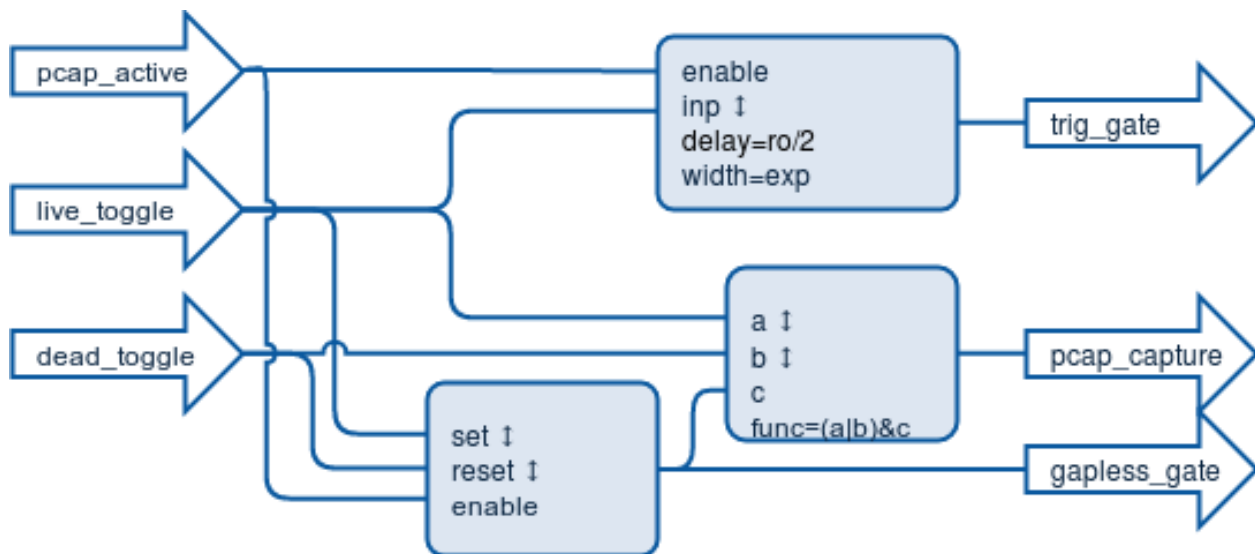 pcap_active
live_toggle
dead_toggle
enable
inp ↕
delay=ro/2
width=exp
a ↕
b ↕
c
func=(a|b)&c
set ↕
reset ↕
enable
trig_gate
pcap_capture
gapless_gate